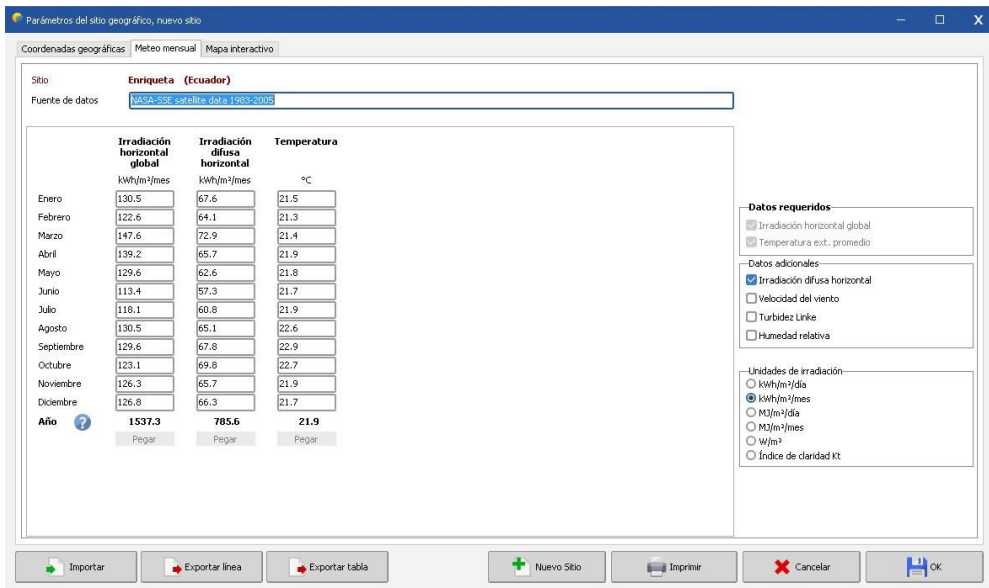 Parámetros del sitio geográfico, nuevo sitio
Coordenadas geográficas Meteo mensual Mapa interactivo
Sitio Enriqueta (Ecuador)
Fuente de datos NASA-SSE satellite data 1983-2005
Irradiación horizontal global Irradiación difusa horizontal Temperatura
kWh/m²/mes kWh/m²/mes °C
Enero 130.5 67.6 21.5
Febrero 122.6 64.1 21.3
Marzo 147.6 72.9 21.4
Abril 139.2 65.7 21.9
Mayo 129.6 62.6 21.8
Junio 113.4 57.3 21.7
Julio 118.1 60.8 21.9
Agosto 130.5 65.1 22.6
Septiembre 129.6 67.8 22.9
Octubre 123.1 69.8 22.7
Noviembre 126.3 65.7 21.9
Diciembre 126.8 66.3 21.7
Año ? 1537.3 785.6 21.9
Pegar Pegar Pegar
Datos requeridos
Irradiación horizontal global
Temperatura ext. promedio
Datos adicionales
Irradiación difusa horizontal
Velocidad del viento
Turbidez Linke
Humedad relativa
Unidades de irradiación
kWh/m²/día
kWh/m²/mes
MJ/m²/día
MJ/m²/mes
W/m²
Índice de claridad Kt
Importar Exportar línea Exportar tabla Nuevo Sitio Imprimir Cancelar OK